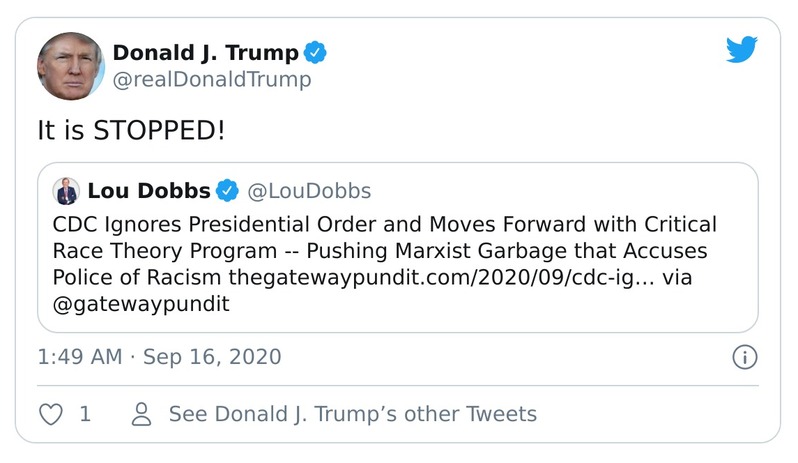 Donald J. Trump
@realDonaldTrump
It is STOPPED!
Lou Dobbs @LouDobbs
CDC Ignores Presidential Order and Moves Forward with Critical
Race Theory Program -- Pushing Marxist Garbage that Accuses
Police of Racism thegatewaypundit.com/2020/09/cdc-ig… via
@gatewaypundit
1:49 AM · Sep 16, 2020
1 See Donald J. Trump’s other Tweets